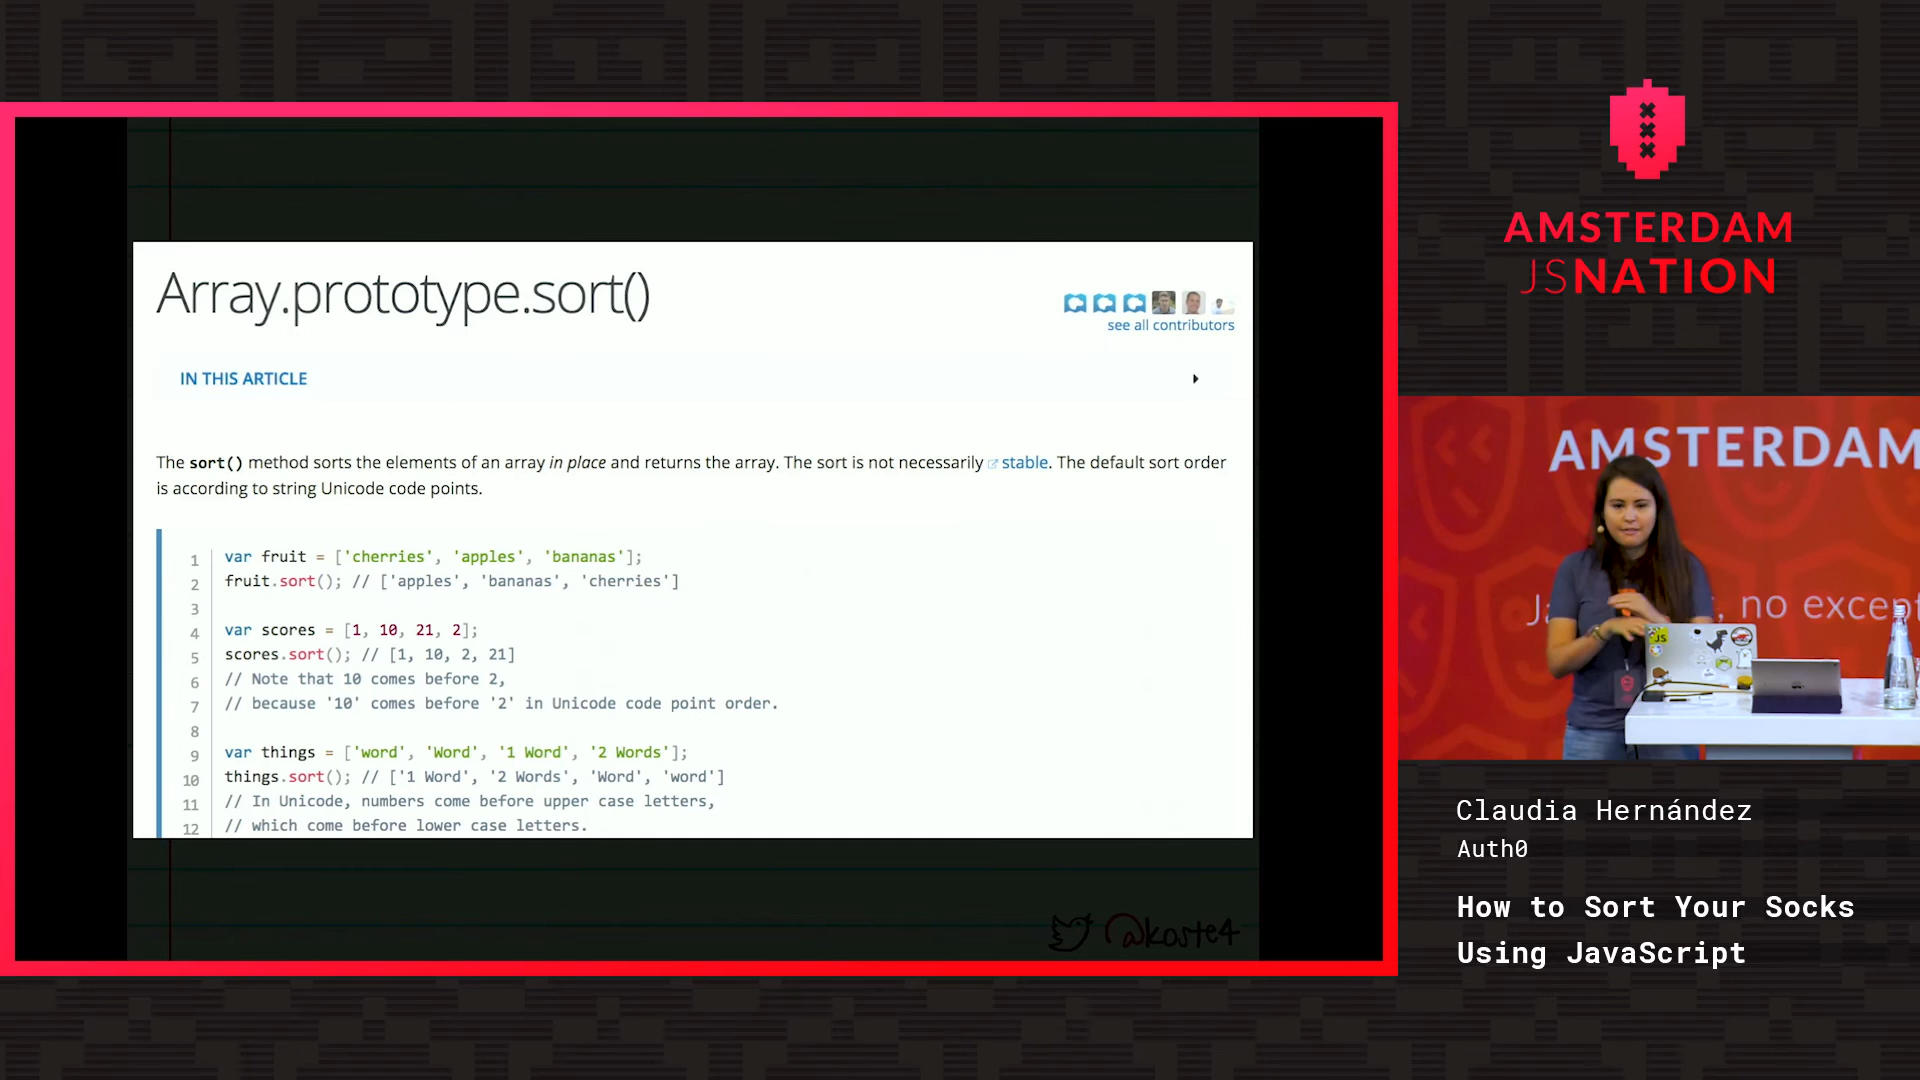 Array.prototype.sort()
see all contributors
IN THIS ARTICLE
The sort() method sorts the elements of an array in place and returns the array. The sort is not necessarily stable. The default sort order
is according to string Unicode code points.
1 var fruit = ['cherries', 'apples', 'bananas'];
2 fruit.sort(); // ['apples', 'bananas', 'cherries']
3
4 var scores = [1, 10, 21, 2];
5 scores.sort(); // [1, 10, 2, 21]
6 // Note that 10 comes before 2,
7 // because '10' comes before '2' in Unicode code point order.
8
9 var things = ['word', 'Word', '1 Word', '2 Words'];
10 things.sort(); // ['1 Word', '2 Words', 'Word', 'word']
11 // In Unicode, numbers come before upper case letters,
12 // which come before lower case letters.
@koste4
AMSTERDAM
JSNATION
AMSTERDAM
, no except
JS
Claudia Hernández
Auth0
How to Sort Your Socks
Using JavaScript